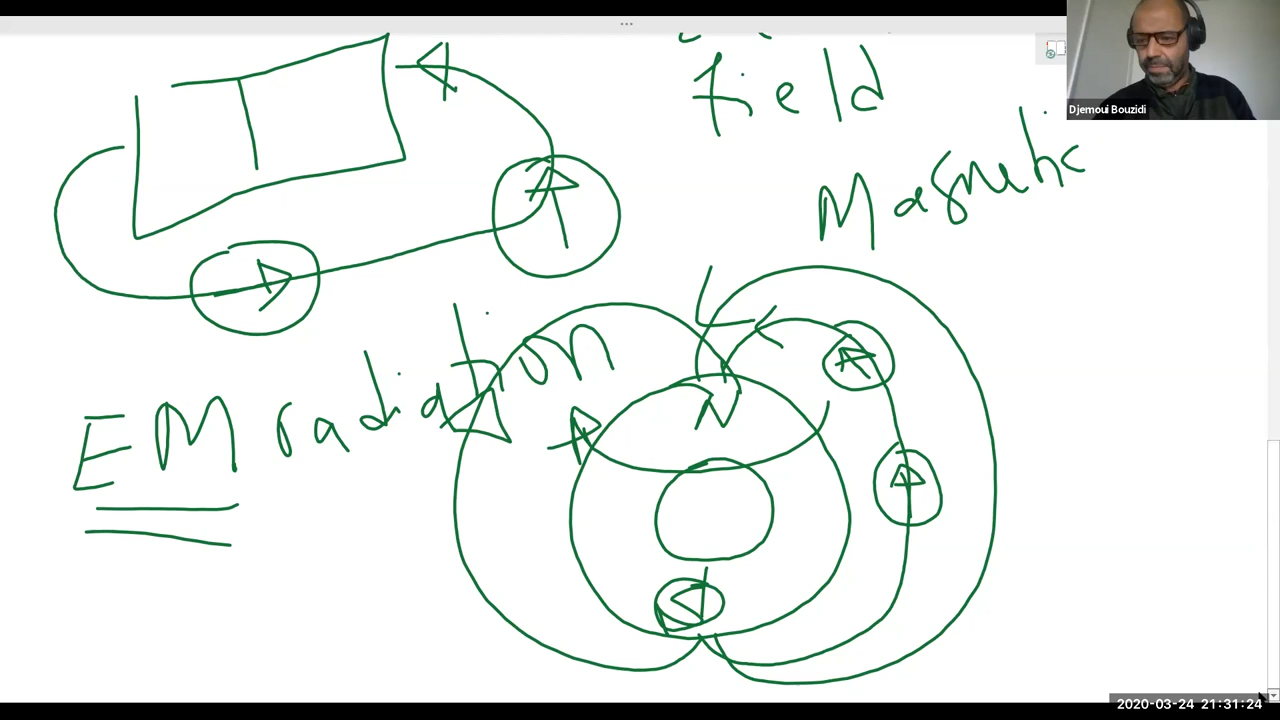 Field
Magnetic
Djemoui Bouzidi
EM radiation
N
2020-03-24 21:31:24